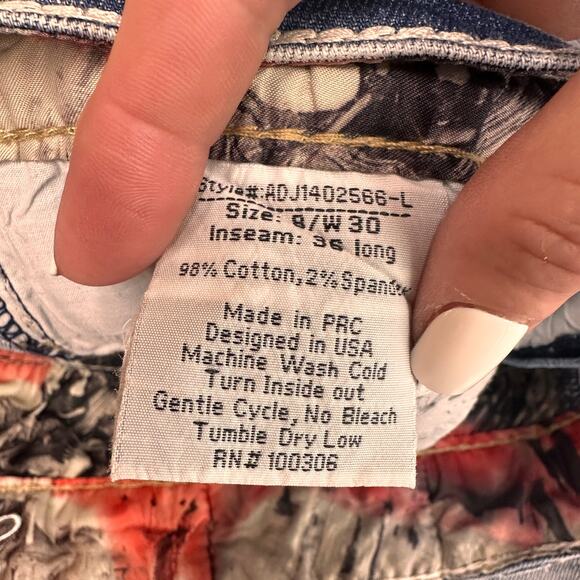 Style#:ADJ1402566-L
Size: 9/W 30
Inseam: 36 long
98% Cotton,2% Spandex
Made in PRC
Designed in USA
Machine Wash Cold
Turn Inside out
Gentle Cycle, No Bleach
Tumble Dry Low
RN# 100306